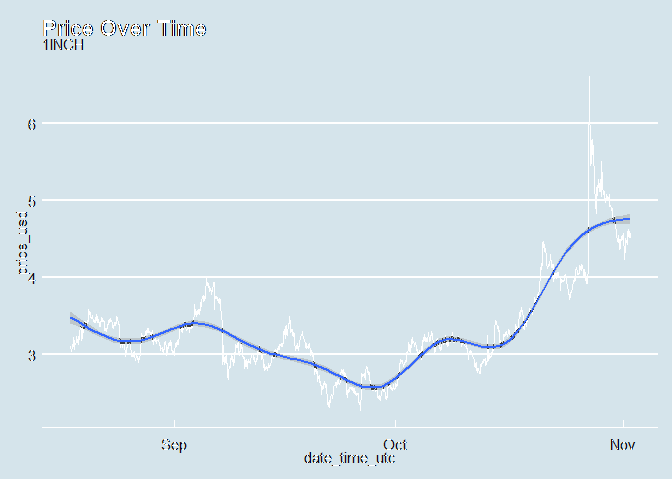 Price Over Time
1INCH
6
5
4
3
price_usd
Sep
Oct
Nov
date_time_utc